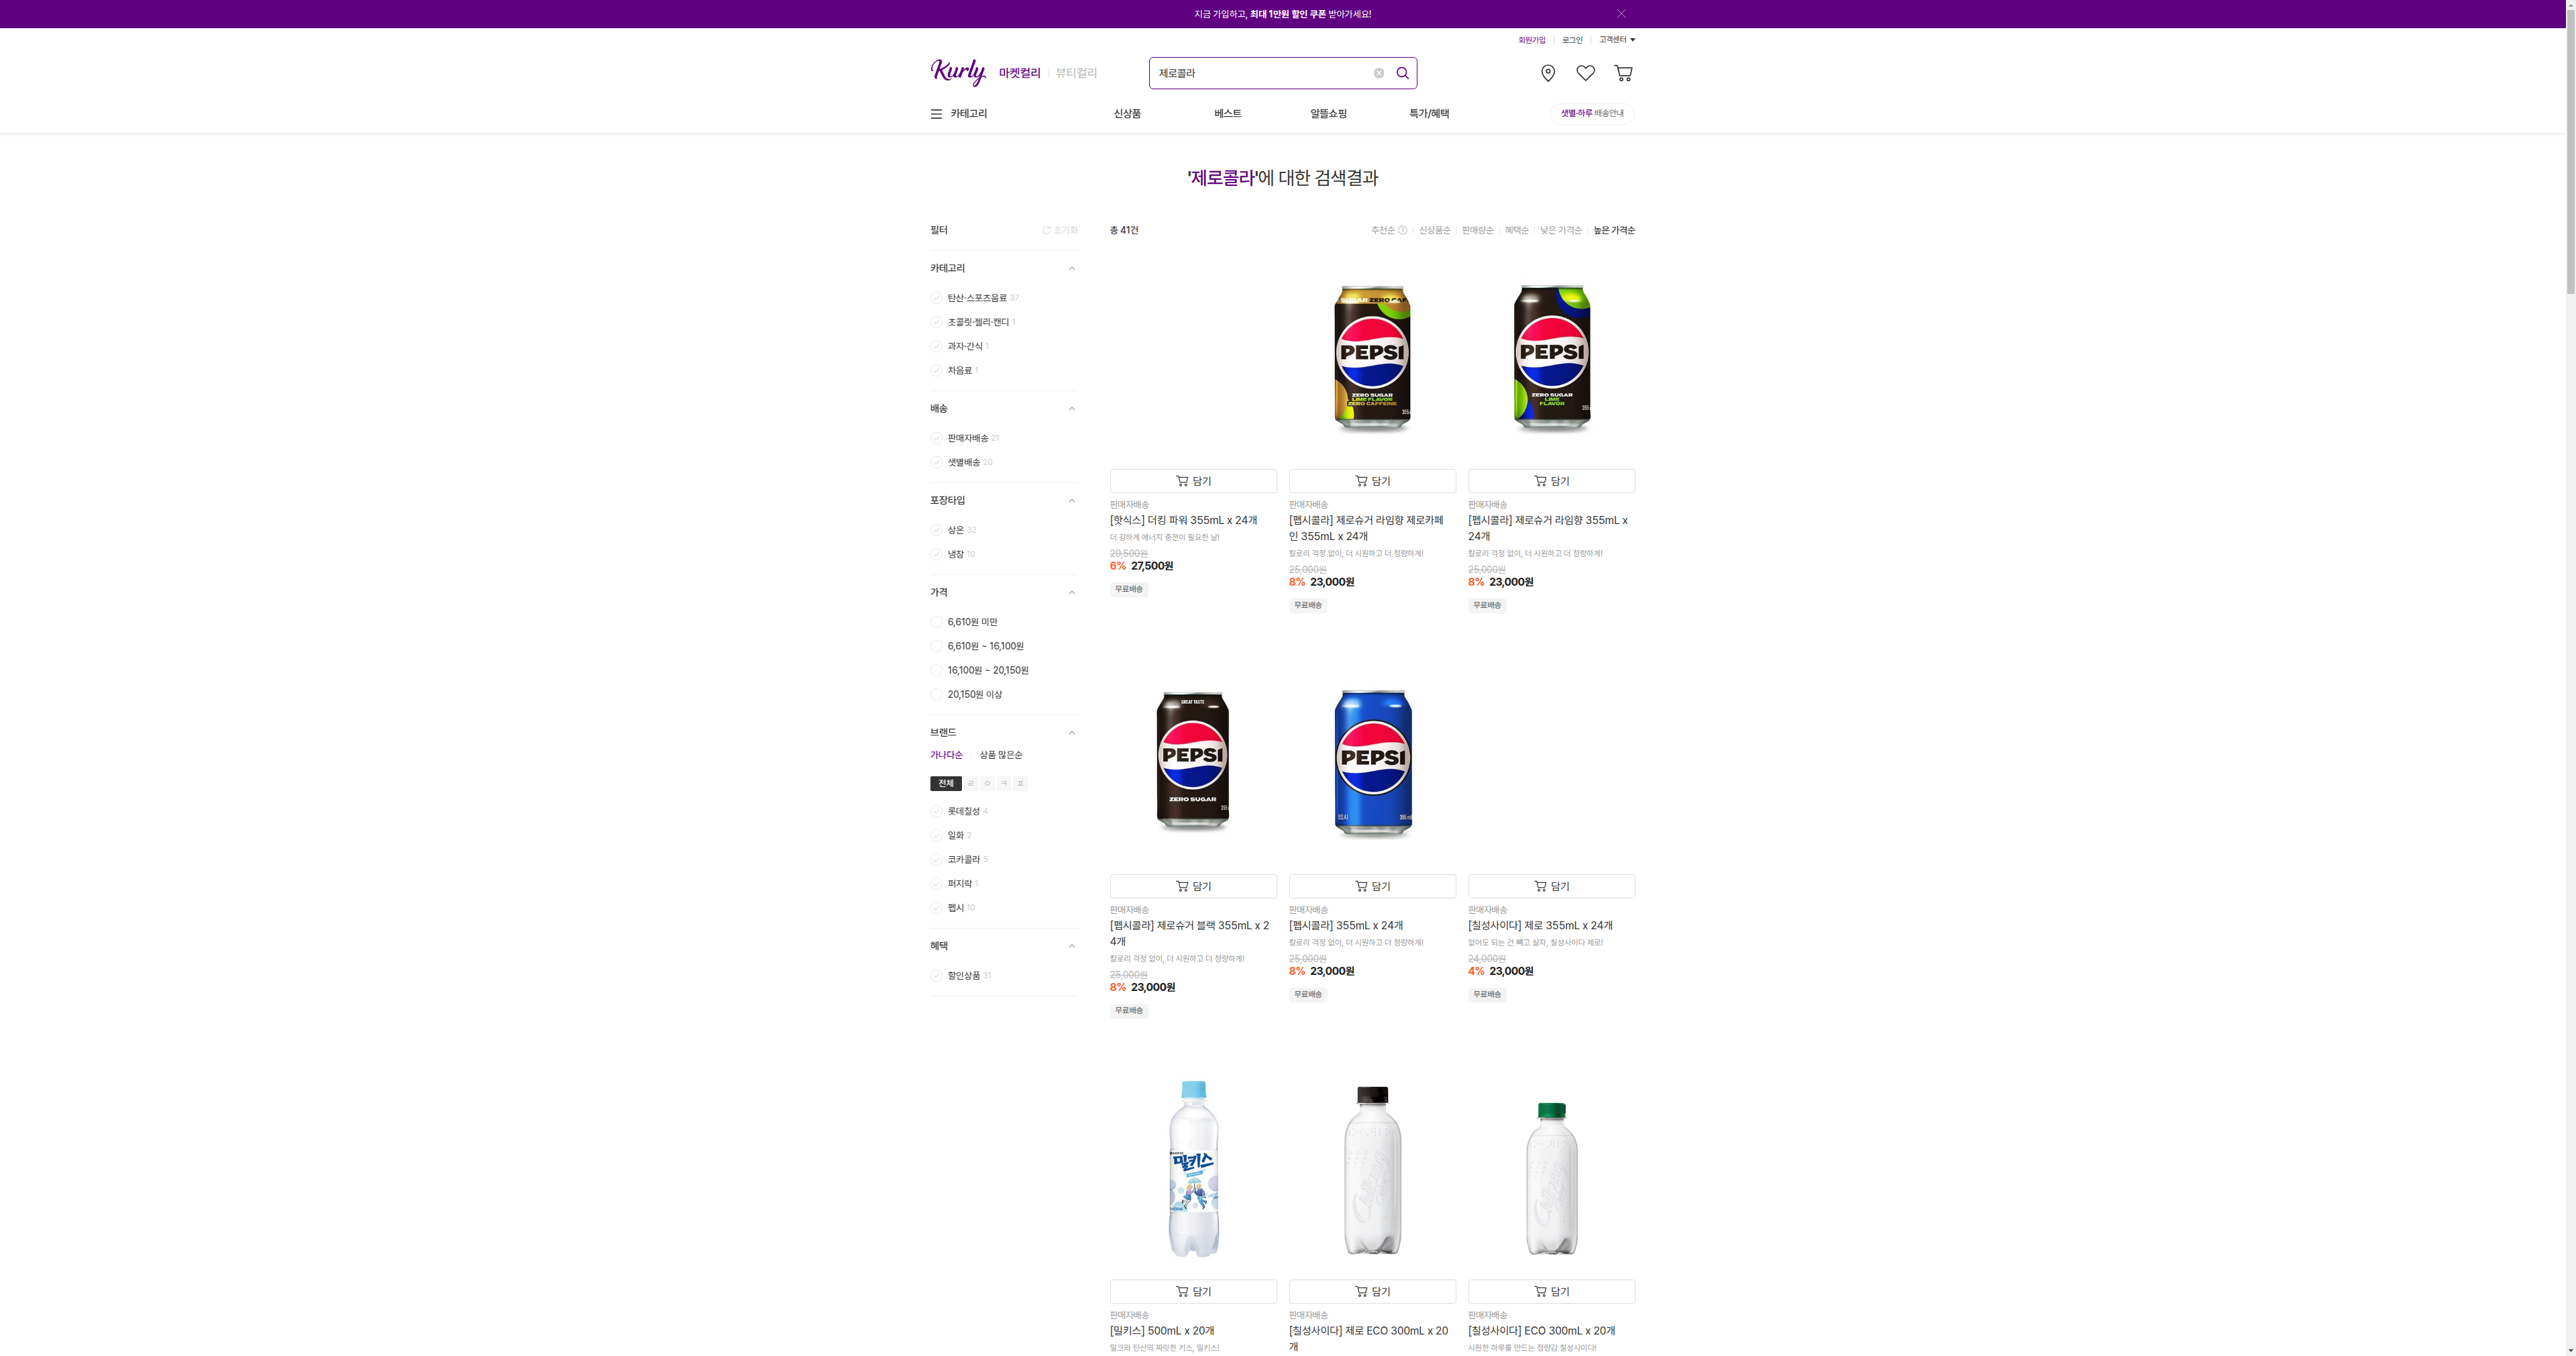 지금 가입하고, 최대 1만원 할인 쿠폰 받아가세요!
회원가입 로그인 고객센터
Kurly 마켓컬리 뷰티컬리 제로콜라
카테고리 신상품 베스트 알뜰쇼핑 특가/혜택 샛별·하루 배송안내
'제로콜라'에 대한 검색결과
필터 초기화
카테고리
탄산·스포츠음료 37
초콜릿·젤리·캔디 1
과자·간식 1
차음료 1
배송
판매자배송 21
샛별배송 20
포장타입
상온 32
냉장 10
가격
6,610원 미만
6,610원 ~ 16,100원
16,100원 ~ 20,150원
20,150원 이상
브랜드
가나다순 상품 많은순
전체 ㄹ ㅇ ㅋ ㅍ
롯데칠성 4
일화 2
코카콜라 5
퍼지락 1
펩시 10
혜택
할인상품 31
총 41건 추천순 ? 신상품순 판매량순 혜택순 낮은 가격순 높은 가격순
담기
판매자배송
[핫식스] 더킹 파워 355mL x 24개
더 강하게 에너지 충전이 필요한 날!
29,500원
6% 27,500원
무료배송
PEPSI
ZERO SUGAR
LIME FLAVOR
ZERO CAFFEINE
담기
판매자배송
[펩시콜라] 제로슈거 라임향 제로카페
인 355mL x 24개
칼로리 걱정 없이, 더 시원하고 더 청량하게!
25,000원
8% 23,000원
무료배송
PEPSI
ZERO SUGAR
LIME
FLAVOR
담기
판매자배송
[펩시콜라] 제로슈거 라임향 355mL x
24개
칼로리 걱정 없이, 더 시원하고 더 청량하게!
25,000원
8% 23,000원
무료배송
GREAT TASTE
PEPSI
ZERO SUGAR
담기
판매자배송
[펩시콜라] 제로슈거 블랙 355mL x 2
4개
칼로리 걱정 없이, 더 시원하고 더 청량하게!
25,000원
8% 23,000원
무료배송
PEPSI
펩시
담기
판매자배송
[펩시콜라] 355mL x 24개
칼로리 걱정 없이, 더 시원하고 더 청량하게!
25,000원
8% 23,000원
무료배송
담기
판매자배송
[칠성사이다] 제로 355mL x 24개
없어도 되는 건 빼고 살자, 칠성사이다 제로!
24,000원
4% 23,000원
무료배송
밀키스
담기
판매자배송
[밀키스] 500mL x 20개
밀크와 탄산의 짜릿한 키스, 밀키스!
담기
판매자배송
[칠성사이다] 제로 ECO 300mL x 20
개
담기
판매자배송
[칠성사이다] ECO 300mL x 20개
시원한 하루를 만드는 청량감 칠성사이다!